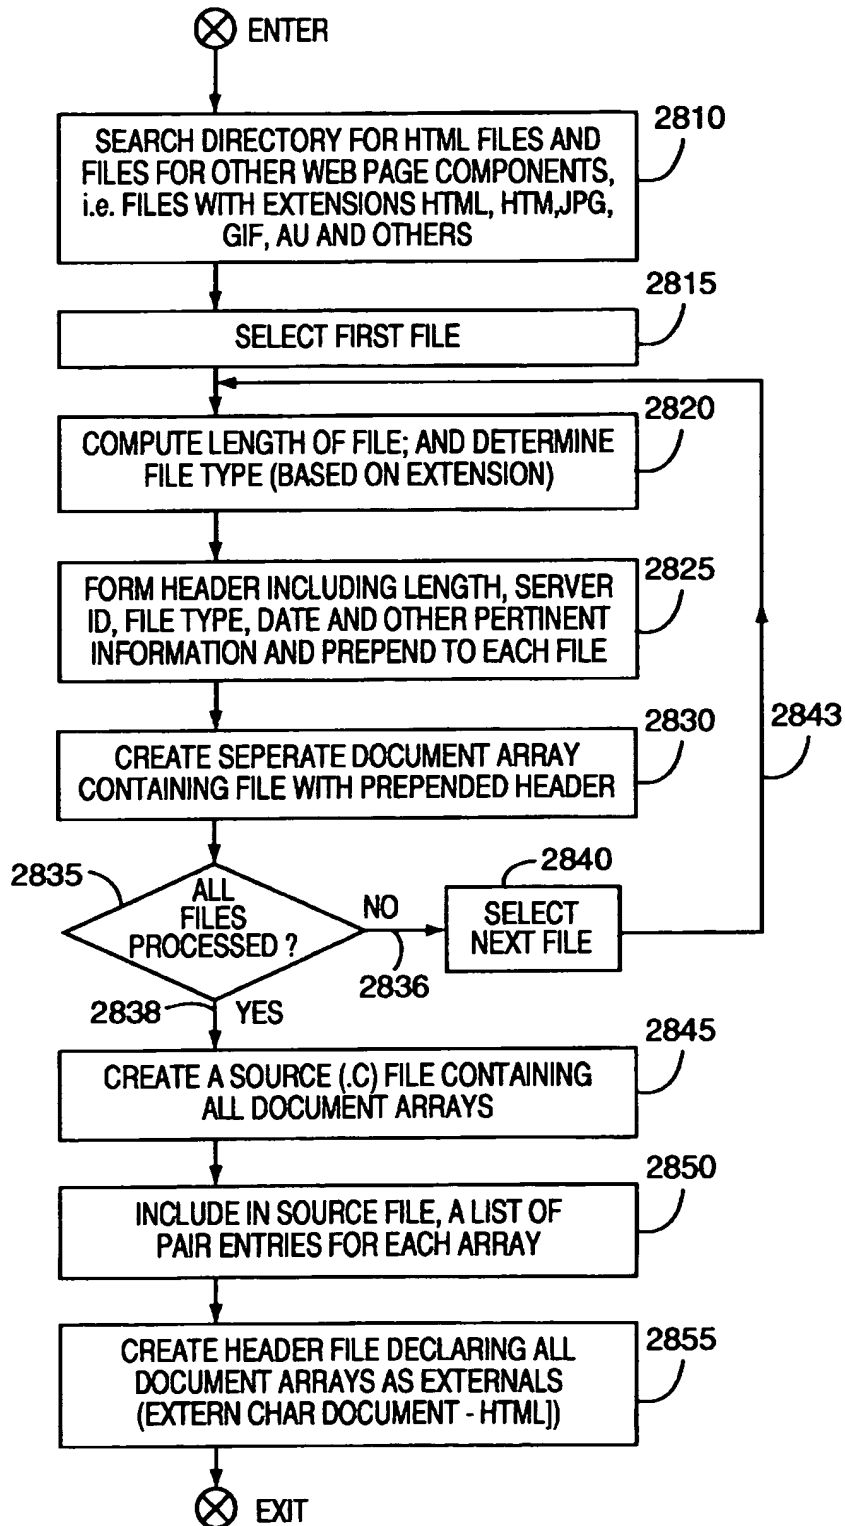 ENTER
SEARCH DIRECTORY FOR HTML FILES AND
FILES FOR OTHER WEB PAGE COMPONENTS,
i.e. FILES WITH EXTENSIONS HTML, HTM,JPG,
GIF, AU AND OTHERS
2810
SELECT FIRST FILE
2815
COMPUTE LENGTH OF FILE; AND DETERMINE
FILE TYPE (BASED ON EXTENSION)
2820
FORM HEADER INCLUDING LENGTH, SERVER
ID, FILE TYPE, DATE AND OTHER PERTINENT
INFORMATION AND PREPEND TO EACH FILE
2825
CREATE SEPERATE DOCUMENT ARRAY
CONTAINING FILE WITH PREPENDED HEADER
2830
2843
2835
ALL
FILES
PROCESSED ?
NO
2836
2840
SELECT
NEXT FILE
2838
YES
CREATE A SOURCE (.C) FILE CONTAINING
ALL DOCUMENT ARRAYS
2845
INCLUDE IN SOURCE FILE, A LIST OF
PAIR ENTRIES FOR EACH ARRAY
2850
CREATE HEADER FILE DECLARING ALL
DOCUMENT ARRAYS AS EXTERNALS
(EXTERN CHAR DOCUMENT - HTML])
2855
EXIT